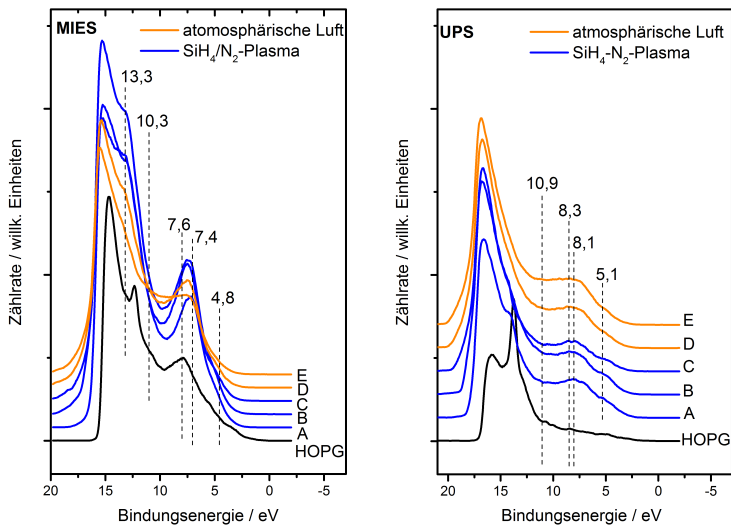 MIES
atomosphärische Luft
SiH4/N2-Plasma
13,3
10,3
7,6
7,4
4,8
E
D
C
B
A
HOPG
Zählrate / willk. Einheiten
20 15 10 5 0 -5
Bindungsenergie / eV
UPS
atmosphärische Luft
SiH4-N2-Plasma
10,9
8,3
8,1
5,1
E
D
C
B
A
HOPG
Zählrate / willk. Einheiten
20 15 10 5 0 -5
Bindungsenergie / eV